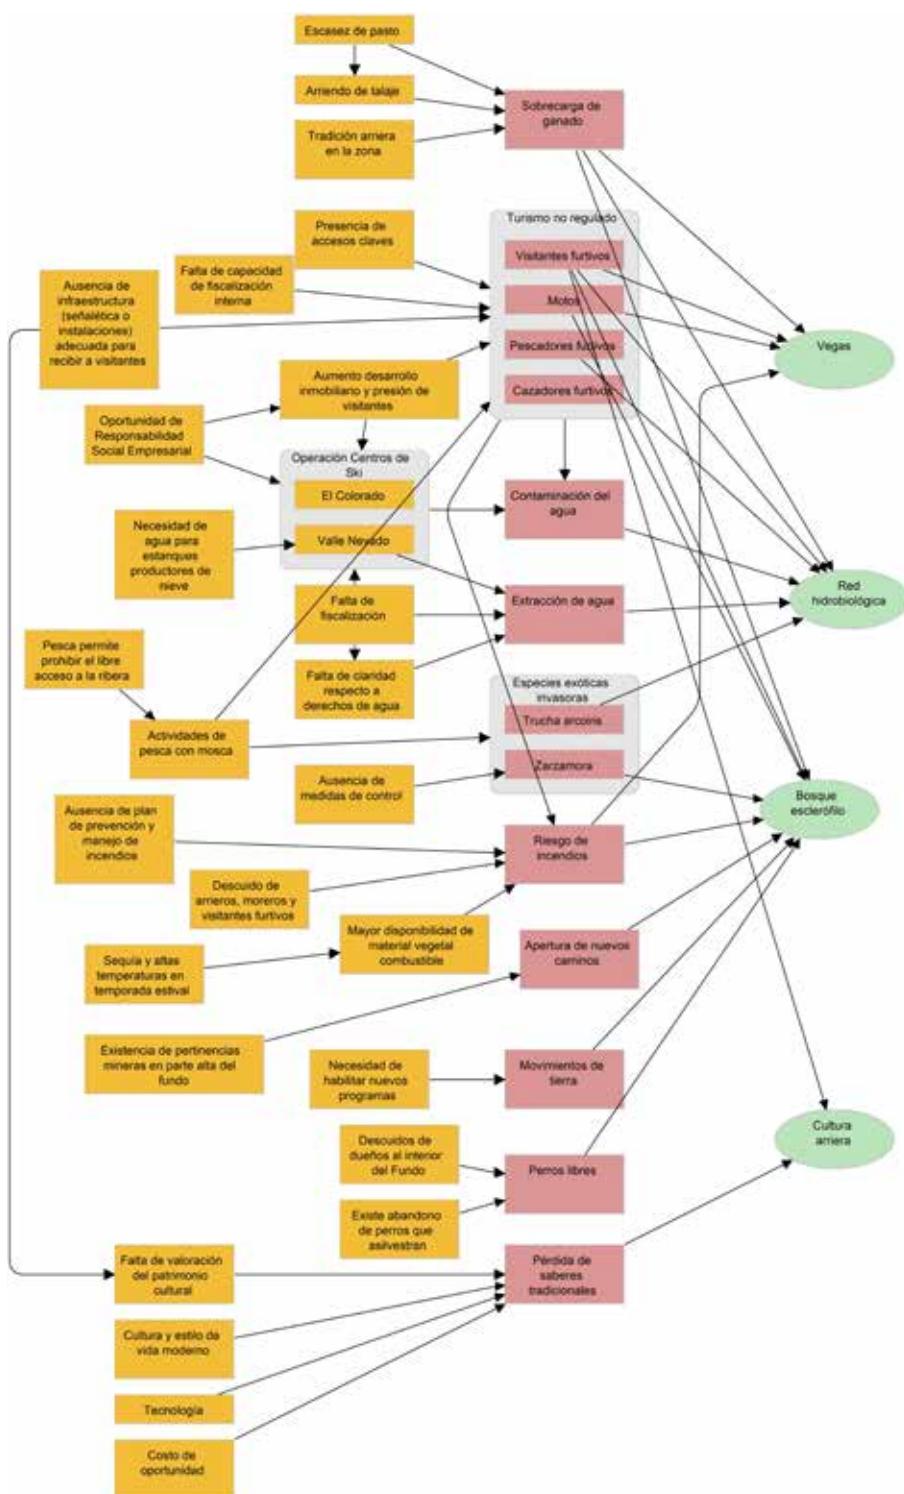 Escasez de pasto
Arriendo de talaje
Sobrecarga de
ganado
Tradición arriera
en la zona
Turismo no regulado
Presencia de
accesos claves
Visitantes furtivos
Falta de capacidad
de fiscalización
interna
Ausencia de
infraestructura
(señalética o
instalaciones)
adecuada para
recibir a visitantes
Motos
Pescadores furtivos
Vegas
Aumento desarrollo
inmobiliario y presión de
visitantes
Cazadores furtivos
Oportunidad de
Responsabilidad
Social Empresarial
Operación Centros de
Ski
El Colorado
Contaminación del
agua
Necesidad de
agua para
estanques
productores de
nieve
Valle Nevado
Red
hidrobiológica
Falta de
fiscalización
Extracción de agua
Pesca permite
prohibir el libre
acceso a la ribera
Falta de claridad
respecto a
derechos de agua
Especies exóticas
invasoras
Trucha arcoiris
Actividades de
pesca con mosca
Zarzamora
Ausencia de
medidas de control
Bosque
esclerófilo
Ausencia de plan
de prevención y
manejo de
incendios
Riesgo de
incendios
Descuido de
arrieros, moreros y
visitantes furtivos
Mayor disponibilidad de
material vegetal
combustible
Apertura de nuevos
caminos
Sequía y altas
temperaturas en
temporada estival
Existencia de pertinencias
mineras en parte alta del
fundo
Necesidad de
habilitar nuevos
programas
Movimientos de
tierra
Cultura
arriera
Descuidos de
dueños al interior
del Fundo
Perros libres
Existe abandono
de perros que
asilvestran
Falta de valoración
del patrimonio
cultural
Pérdida de
saberes
tradicionales
Cultura y estilo de
vida moderno
Tecnología
Costo de
oportunidad